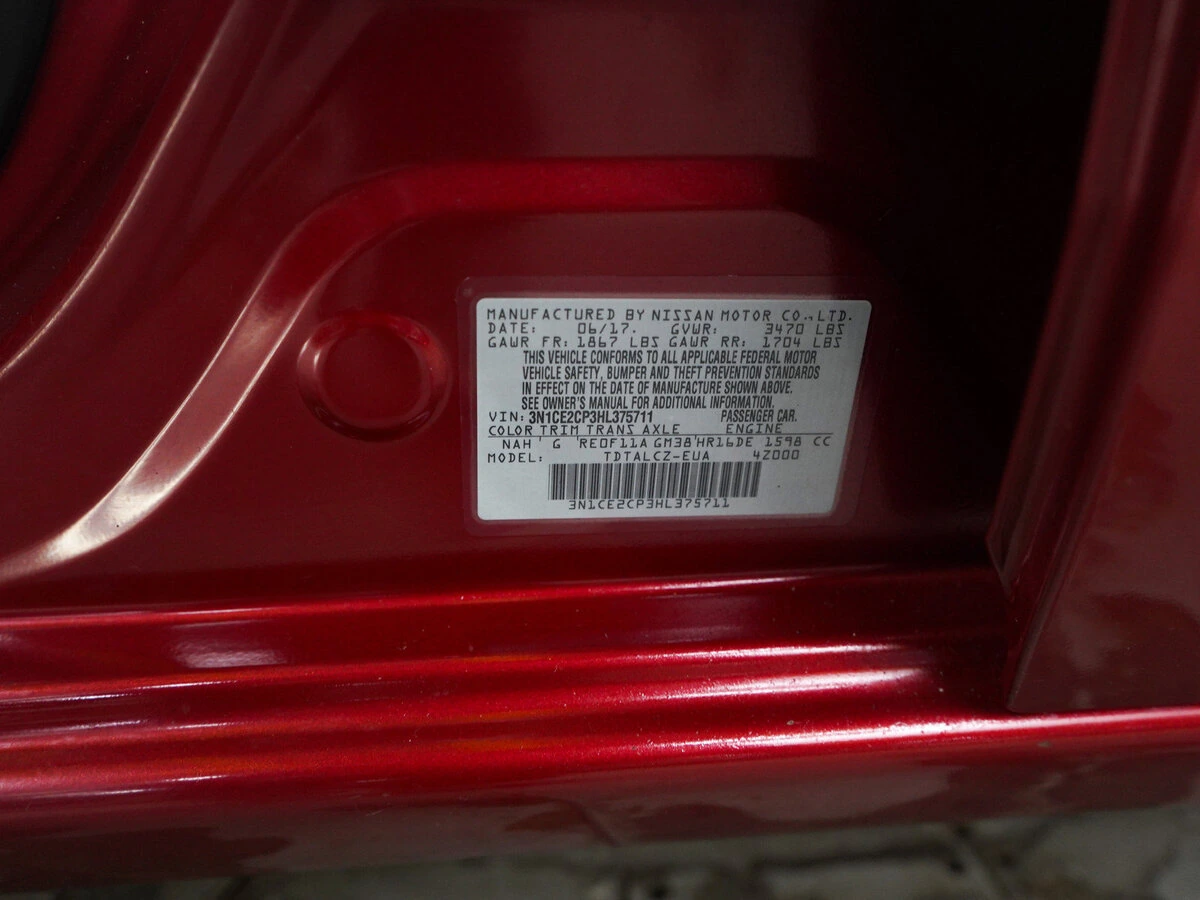 MANUFACTURED BY NISSAN MOTOR CO., LTD.
DATE: 06/17. GVWR: 3470 LBS
GAWR FR: 1867 LBS GAWR RR: 1704 LBS
THIS VEHICLE CONFORMS TO ALL APPLICABLE FEDERAL MOTOR
VEHICLE SAFETY, BUMPER AND THEFT PREVENTION STANDARDS
IN EFFECT ON THE DATE OF MANUFACTURE SHOWN ABOVE.
SEE OWNER'S MANUAL FOR ADDITIONAL INFORMATION.
VIN: 3N1CE2CP3HL375711 PASSENGER CAR.
COLOR TRIM TRANS AXLE ENGINE
NAH ' G 'RE0F11A GM38'HR16DE 1598 CC
MODEL: TDTALCZ-EUA 4Z000
3N1CE2CP3HL375711